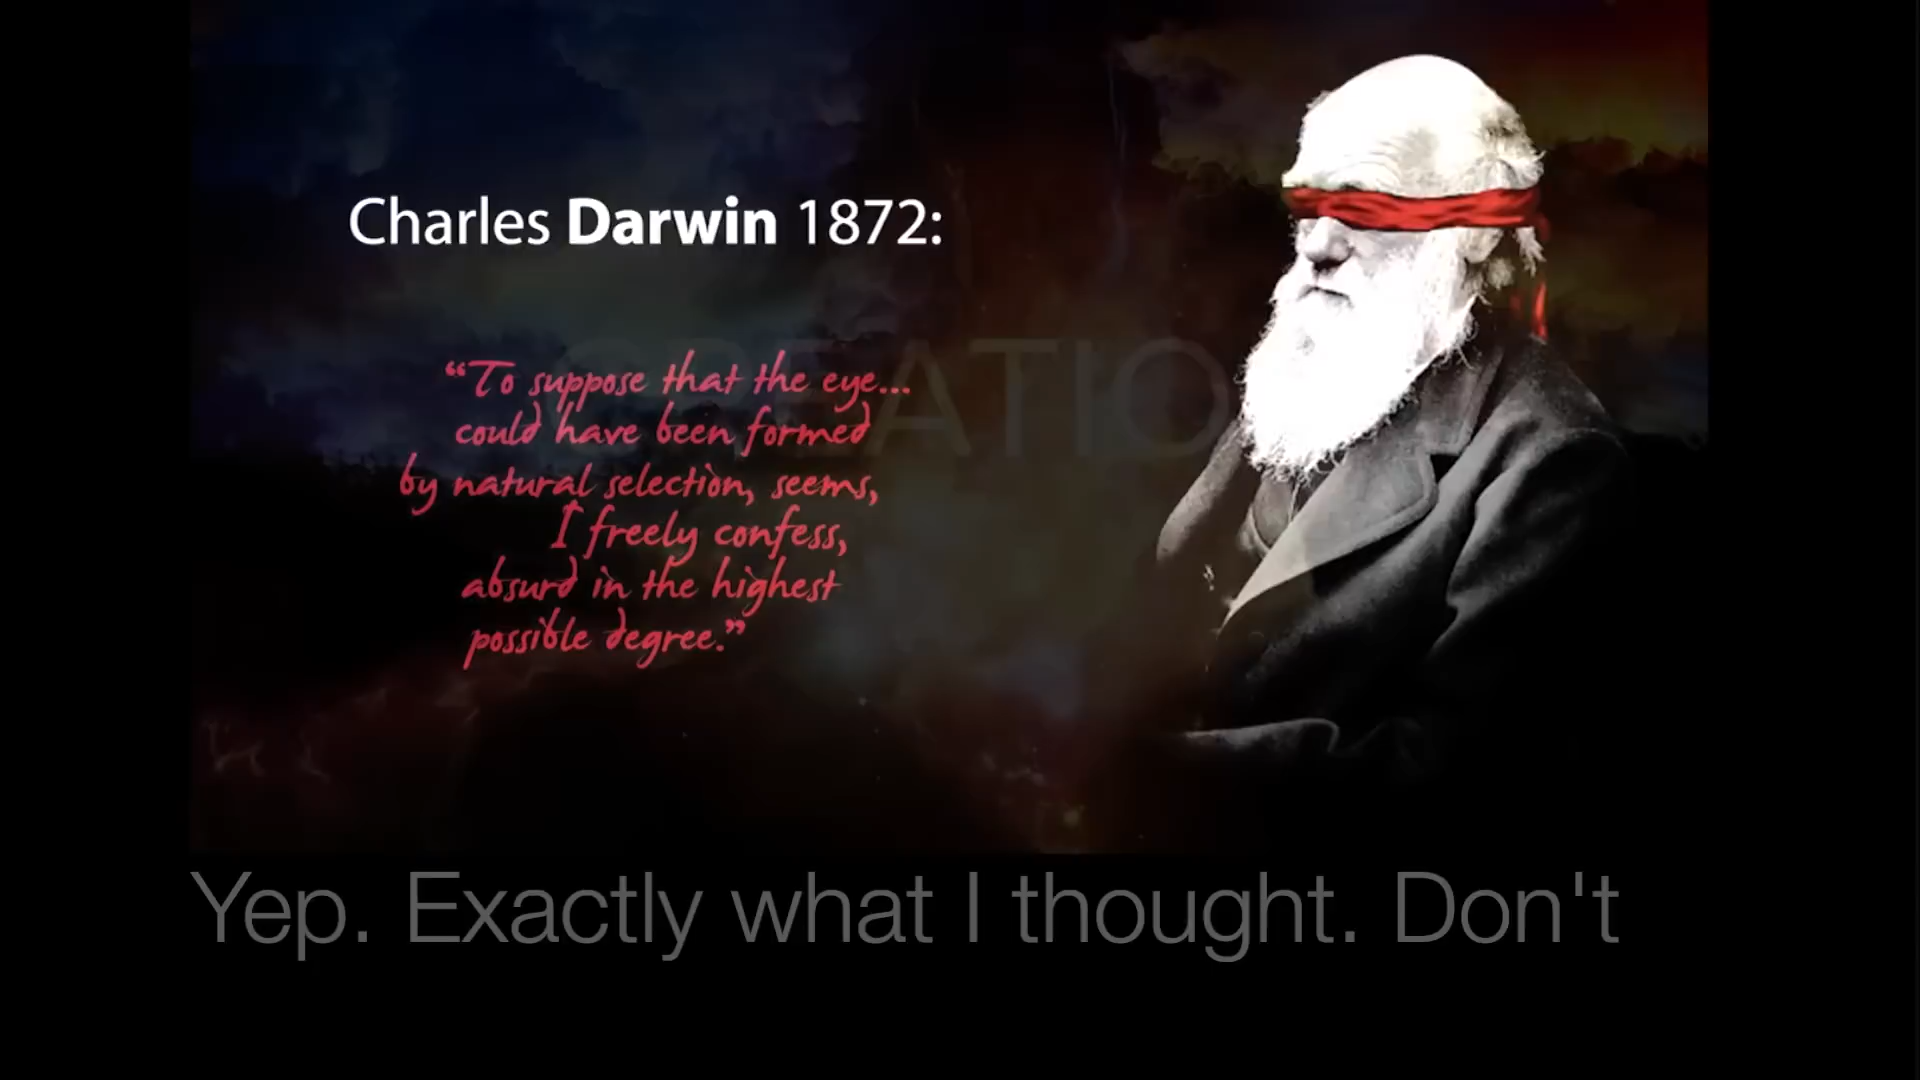 Charles Darwin 1872:
CREATIO
“To suppose that the eye...
could have been formed
by natural selection, seems,
I freely confess,
absurd in the highest
possible degree.”
Yep. Exactly what I thought. Don't